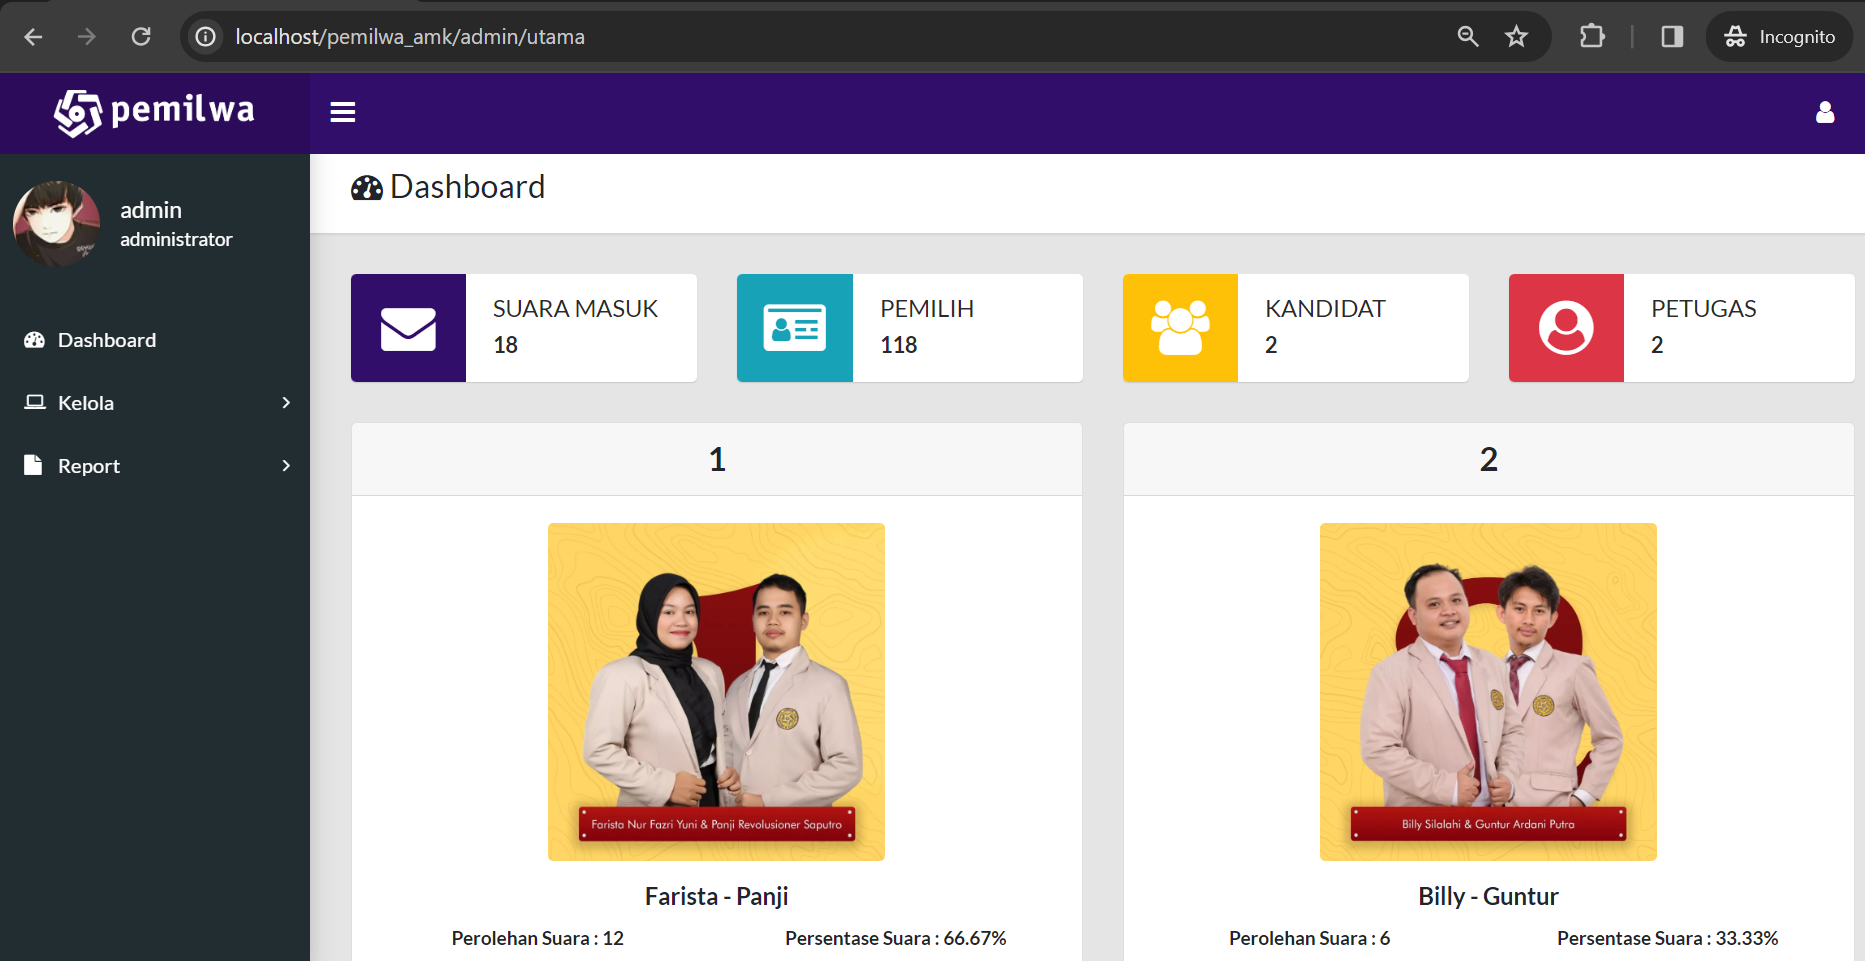 localhost/pemilwa_amk/admin/utama
Incognito
pemilwa
Dashboard
admin
administrator
Dashboard
Kelola
Report
SUARA MASUK
18
PEMILIH
118
KANDIDAT
2
PETUGAS
2
1
Farista Nur Fazri Yuni & Panji Revolusioner Saputro
Farista - Panji
Perolehan Suara : 12
Persentase Suara : 66.67%
2
Billy Silalahi & Guntur Ardani Putra
Billy - Guntur
Perolehan Suara : 6
Persentase Suara : 33.33%